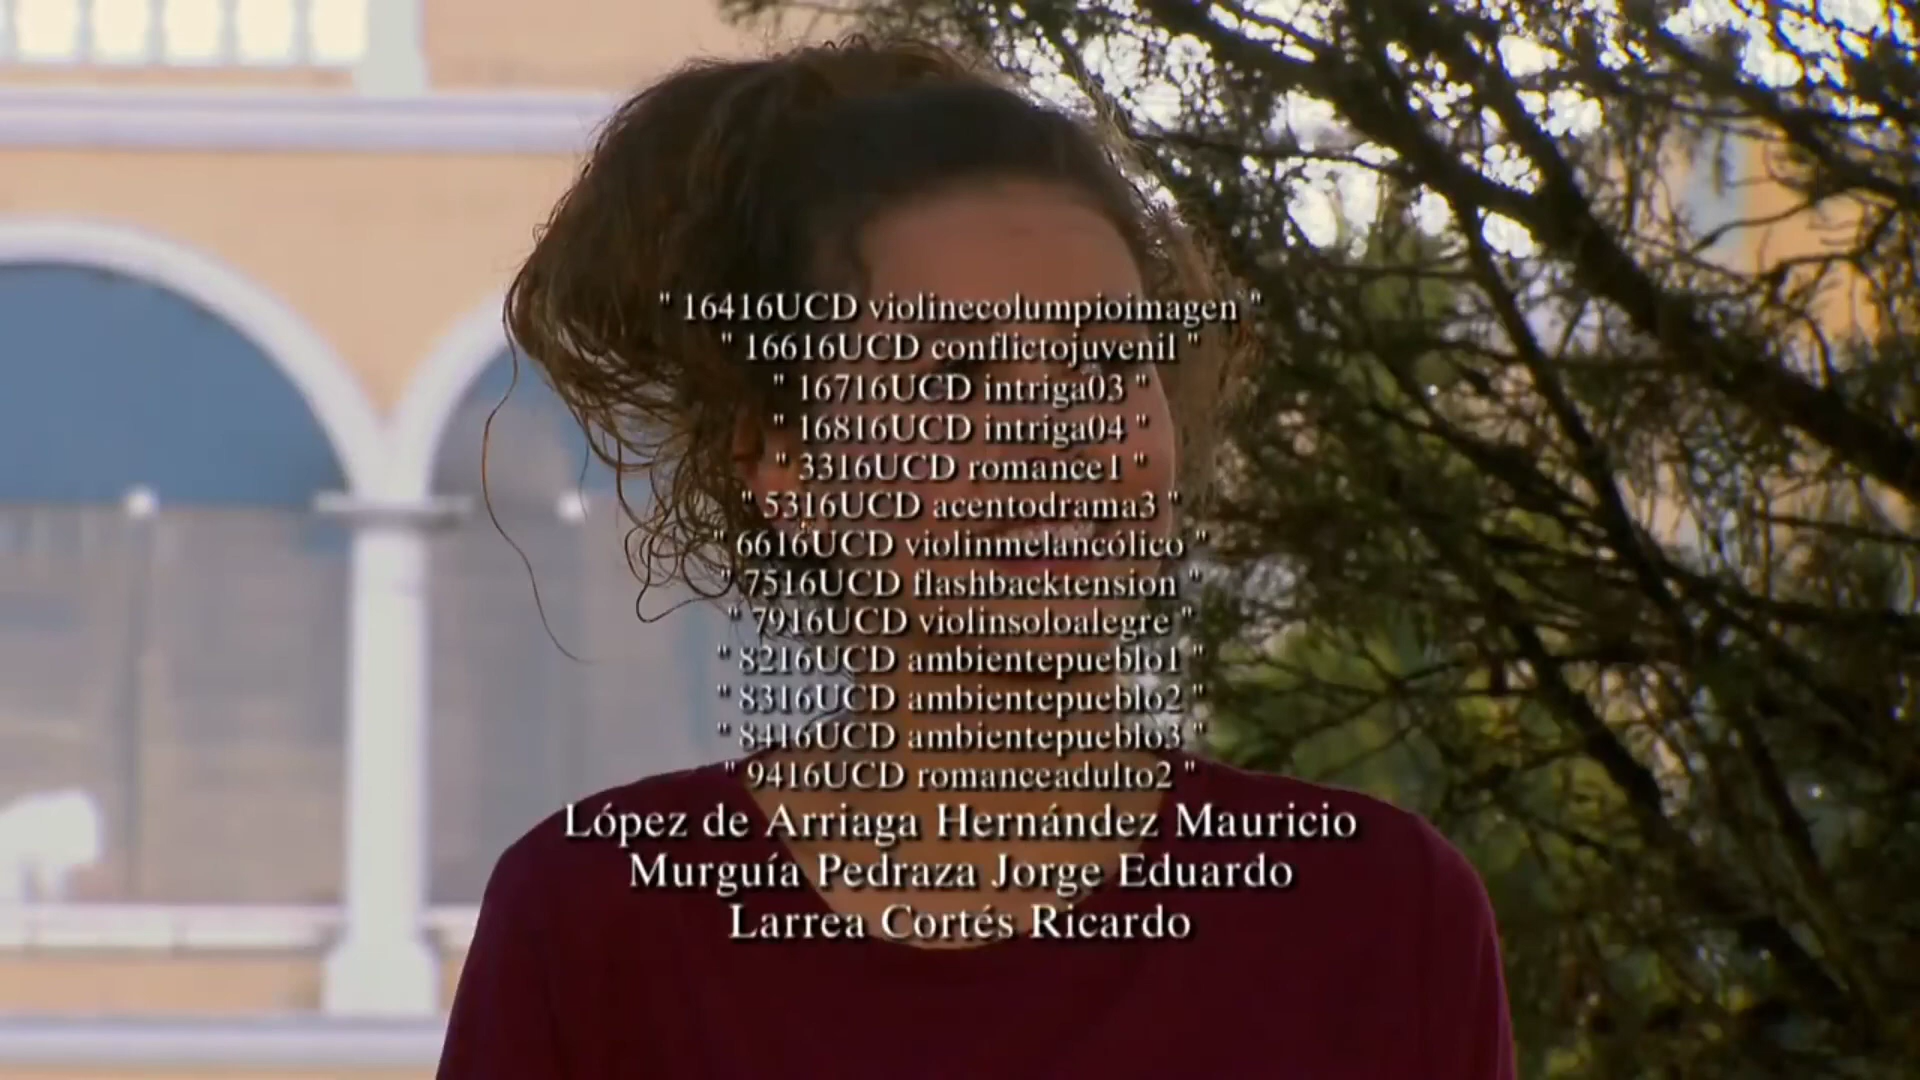 " 16416UCD violinecolumpioimagen "
" 16616UCD conflictojuvenil "
" 16716UCD intriga03 "
" 16816UCD intriga04 "
" 3316UCD romance1 "
" 5316UCD acentodrama3 "
" 6616UCD violinmelancólico "
" 7516UCD flashbacktension "
" 7916UCD violinsoloalegre "
" 8216UCD ambientepueblo1 "
" 8316UCD ambientepueblo2 "
" 8416UCD ambientepueblo3 "
" 9416UCD romanceadulto2 "
López de Arriaga Hernández Mauricio
Murguía Pedraza Jorge Eduardo
Larrea Cortés Ricardo